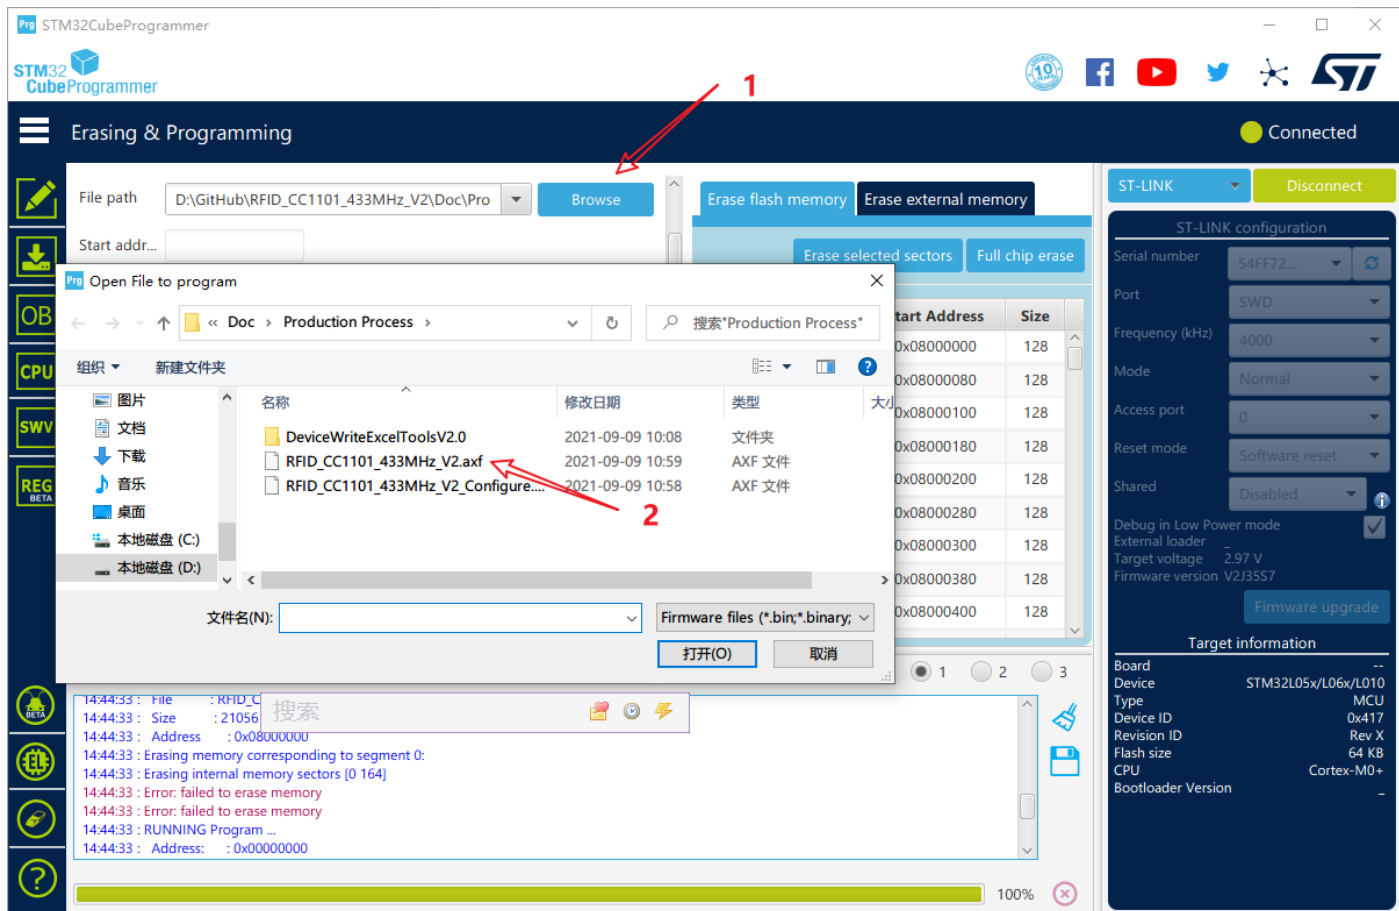 Prg STM32CubeProgrammer
STM32
CubeProgrammer
10
1
Erasing & Programming
Connected
File path
D:\GitHub\RFID_CC1101_433MHz_V2\Doc\Pro
Browse
Start addr...
Erase flash memory
Erase external memory
Erase selected sectors
Full chip erase
tart Address
Size
0x08000000 128
0x08000080 128
0x08000100 128
0x08000180 128
0x08000200 128
0x08000280 128
0x08000300 128
0x08000380 128
0x08000400 128
Prg Open File to program
« Doc › Production Process ›
搜索"Production Process"
组织
新建文件夹
图片
文档
下载
音乐
桌面
本地磁盘 (C:)
本地磁盘 (D:)
名称
修改日期
类型
大小
DeviceWriteExcelToolsV2.0 2021-09-09 10:08 文件夹
RFID_CC1101_433MHz_V2.axf 2021-09-09 10:59 AXF 文件
RFID_CC1101_433MHz_V2_Configure.... 2021-09-09 10:58 AXF 文件
2
文件名(N):
Firmware files (*.bin;*.binary;
打开(O)
取消
OB
CPU
SWV
REG
BETA
BETA
1
2
3
14:44:33 : File : RFID_C
14:44:33 : Size : 21056
14:44:33 : Address : 0x08000000
14:44:33 : Erasing memory corresponding to segment 0:
14:44:33 : Erasing internal memory sectors [0 164]
14:44:33 : Error: failed to erase memory
14:44:33 : Error: failed to erase memory
14:44:33 : RUNNING Program ...
14:44:33 : Address: : 0x00000000
搜索
100%
ST-LINK
Disconnect
ST-LINK configuration
Serial number 54FF72...
Port SWD
Frequency (kHz) 4000
Mode Normal
Access port 0
Reset mode Software reset
Shared Disabled
Debug in Low Power mode
External loader _
Target voltage 2.97 V
Firmware version V2J35S7
Firmware upgrade
Target information
Board --
Device STM32L05x/L06x/L010
Type MCU
Device ID 0x417
Revision ID Rev X
Flash size 64 KB
CPU Cortex-M0+
Bootloader Version _